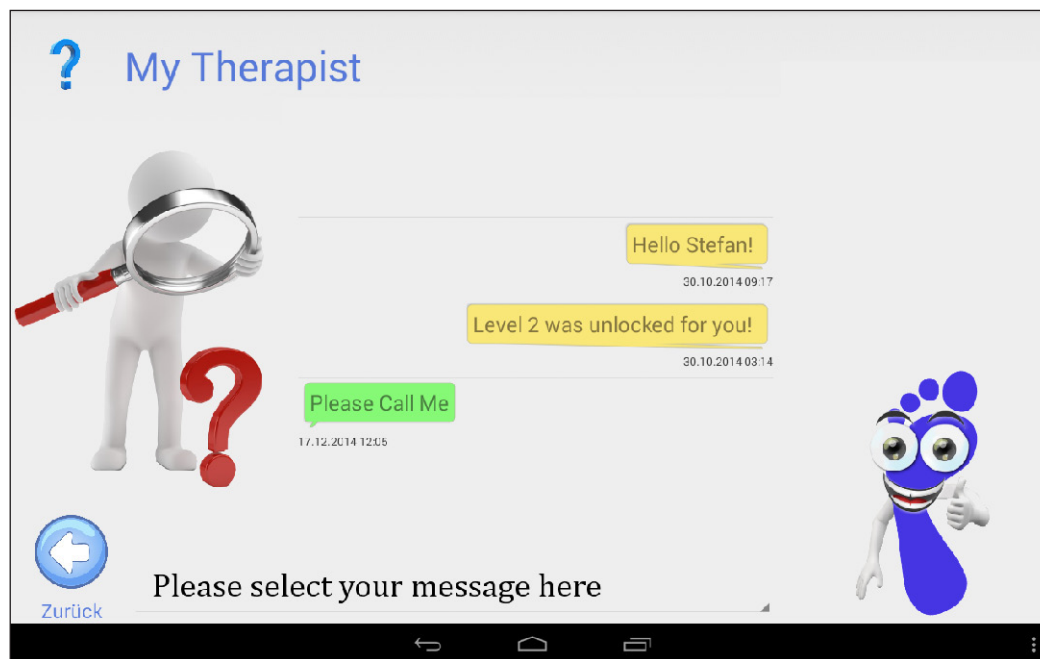 ? My Therapist
Hello Stefan!
30.10.2014 09:17
Level 2 was unlocked for you!
30.10.2014 03:14
Please Call Me
17.12.2014 12:05
Please select your message here
Zurück